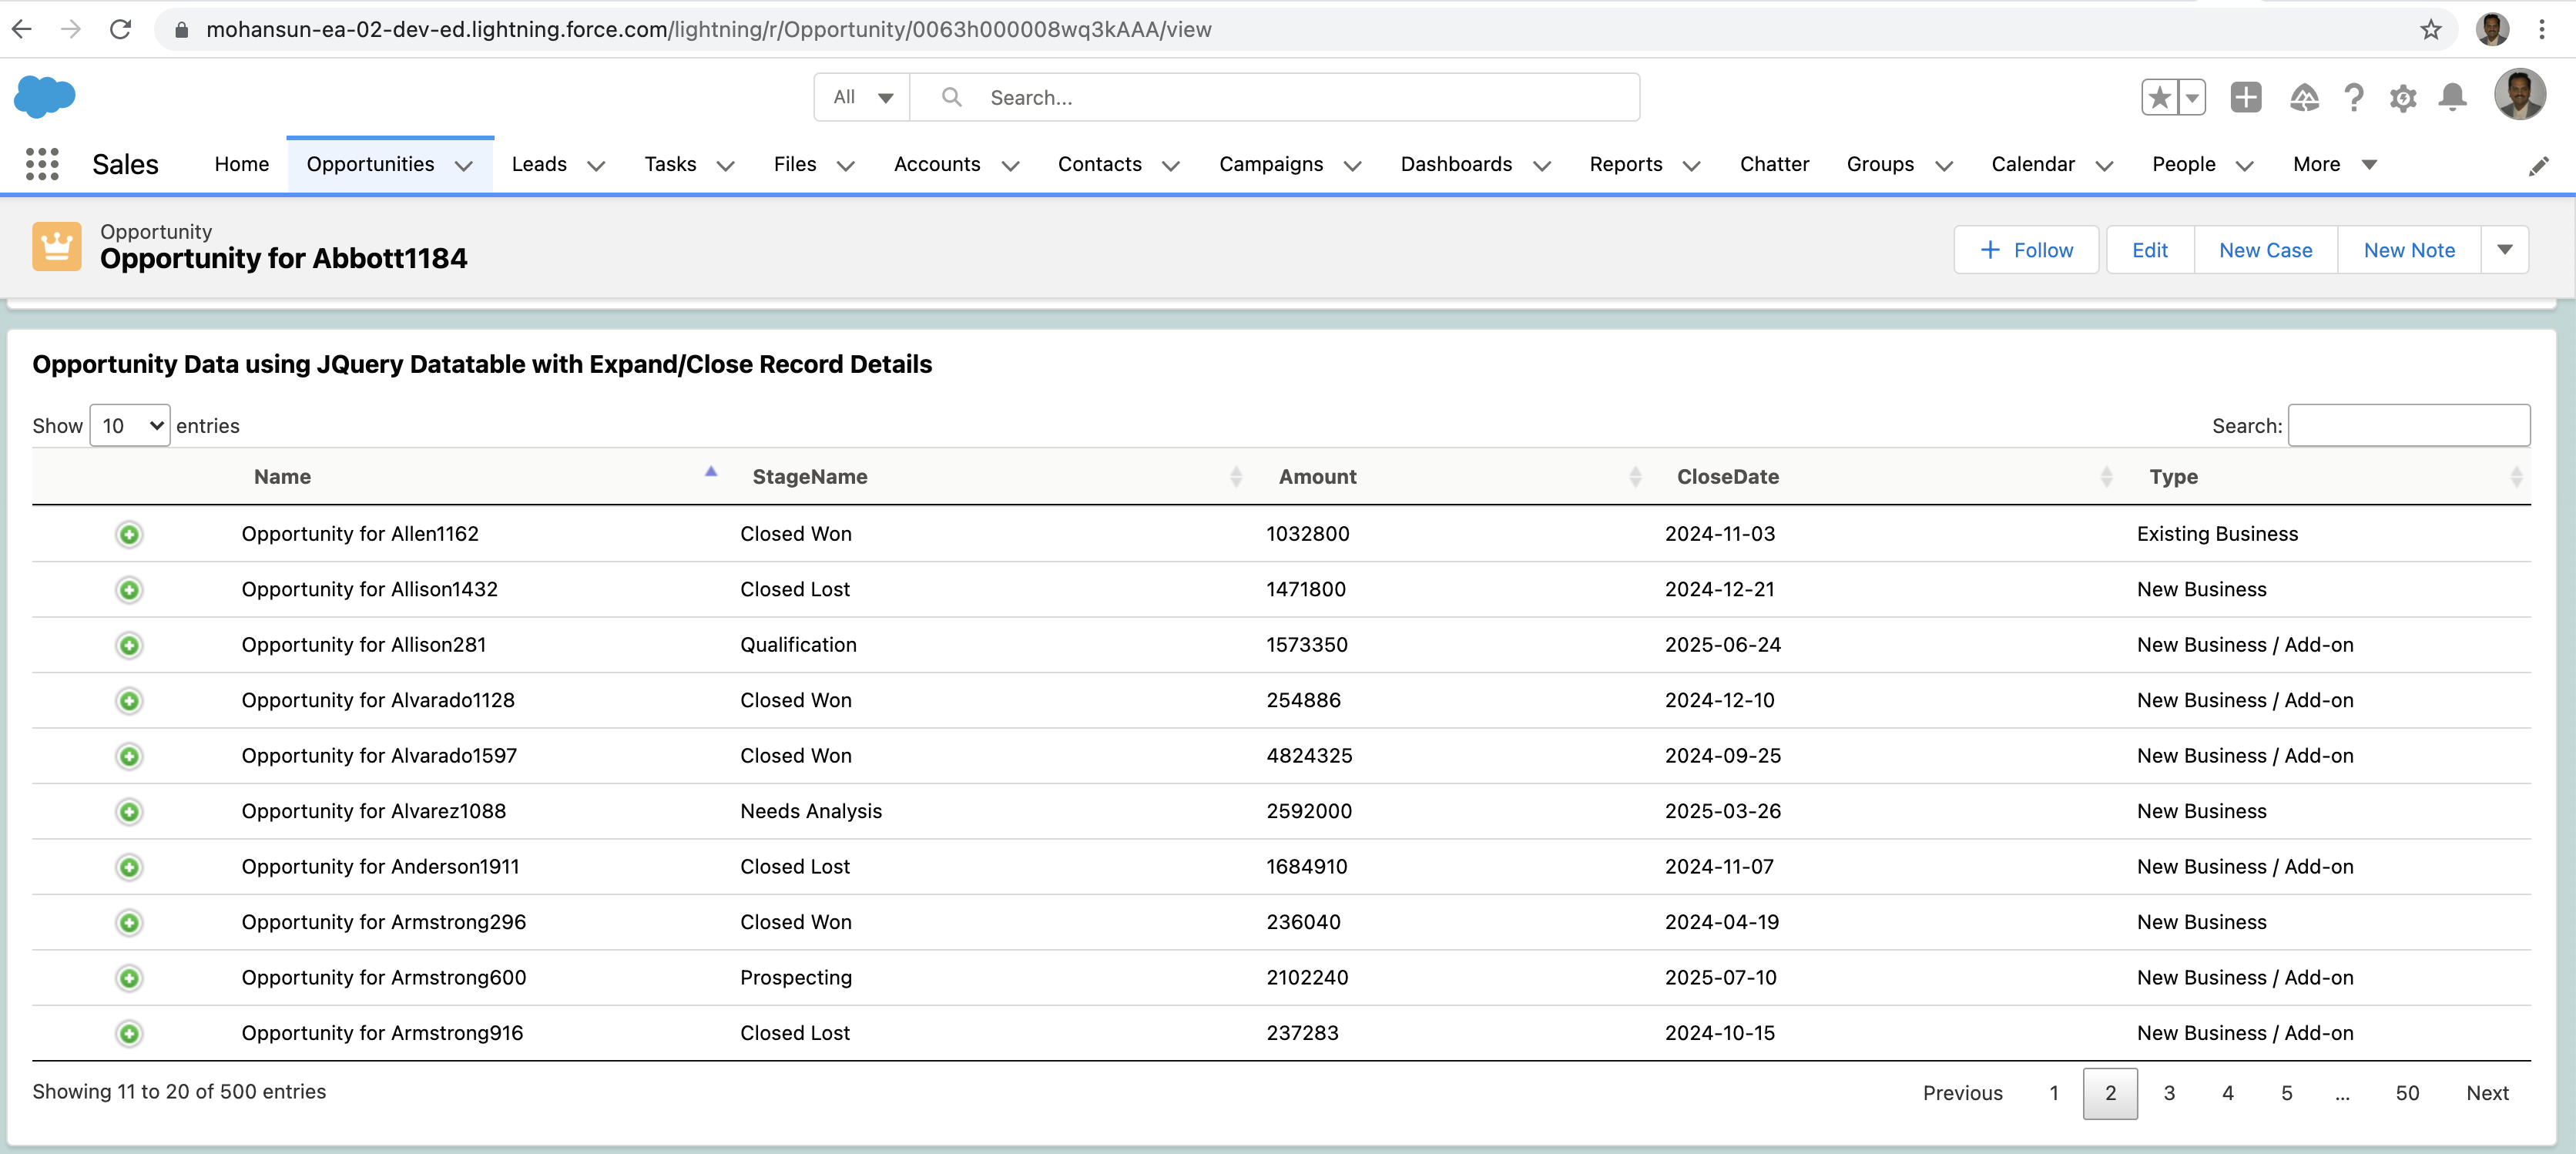 mohansun-ea-02-dev-ed.lightning.force.com/lightning/r/Opportunity/0063h000008wq3kAAA/view
All Search...
Sales Home Opportunities Leads Tasks Files Accounts Contacts Campaigns Dashboards Reports Chatter Groups Calendar People More
Opportunity
Opportunity for Abbott1184
Follow Edit New Case New Note
Opportunity Data using JQuery Datatable with Expand/Close Record Details
Show 10 entries Search:
Name StageName Amount CloseDate Type
Opportunity for Allen1162 Closed Won 1032800 2024-11-03 Existing Business
Opportunity for Allison1432 Closed Lost 1471800 2024-12-21 New Business
Opportunity for Allison281 Qualification 1573350 2025-06-24 New Business / Add-on
Opportunity for Alvarado1128 Closed Won 254886 2024-12-10 New Business / Add-on
Opportunity for Alvarado1597 Closed Won 4824325 2024-09-25 New Business / Add-on
Opportunity for Alvarez1088 Needs Analysis 2592000 2025-03-26 New Business
Opportunity for Anderson1911 Closed Lost 1684910 2024-11-07 New Business / Add-on
Opportunity for Armstrong296 Closed Won 236040 2024-04-19 New Business
Opportunity for Armstrong600 Prospecting 2102240 2025-07-10 New Business / Add-on
Opportunity for Armstrong916 Closed Lost 237283 2024-10-15 New Business / Add-on
Showing 11 to 20 of 500 entries Previous 1 2 3 4 5 ... 50 Next